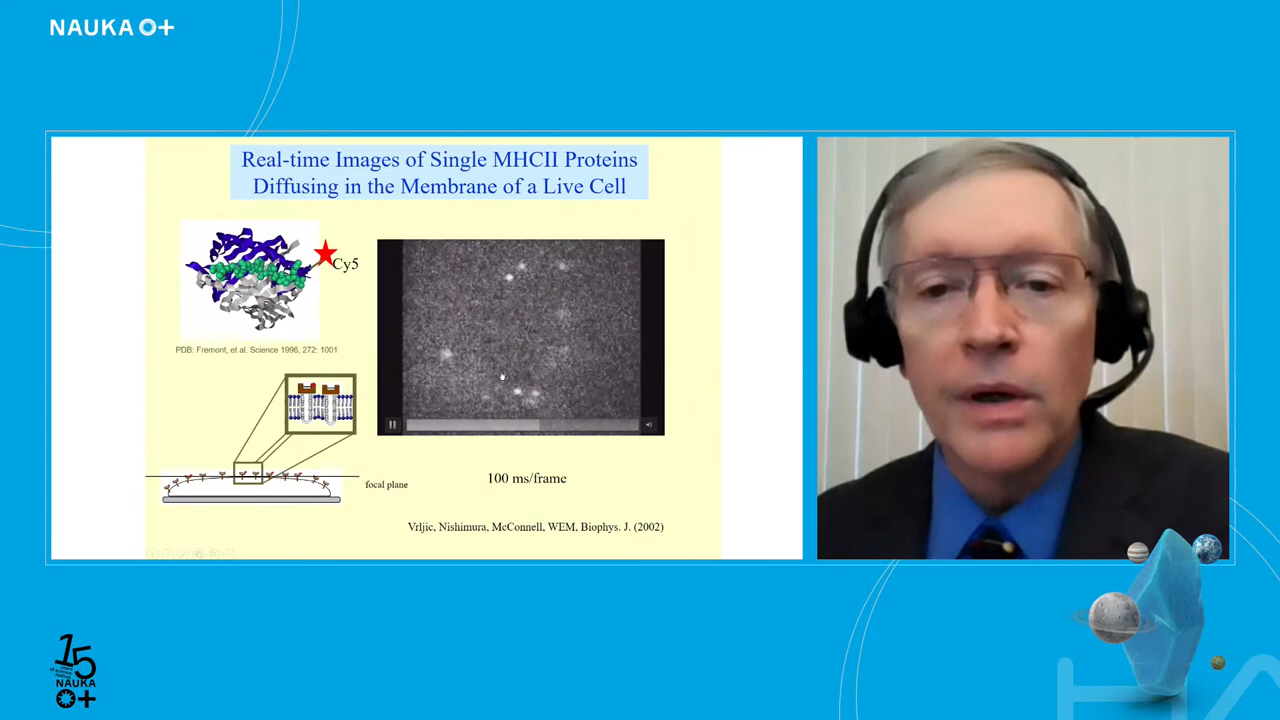 NAUKA 0+
Real-time Images of Single MHCII Proteins
Diffusing in the Membrane of a Live Cell
Cy5
PDB: Fremont, et al. Science 1996, 272: 1001
focal plane
100 ms/frame
Vrljic, Nishimura, McConnell, WEM, Biophys. J. (2002)
15
NAUKA
0+